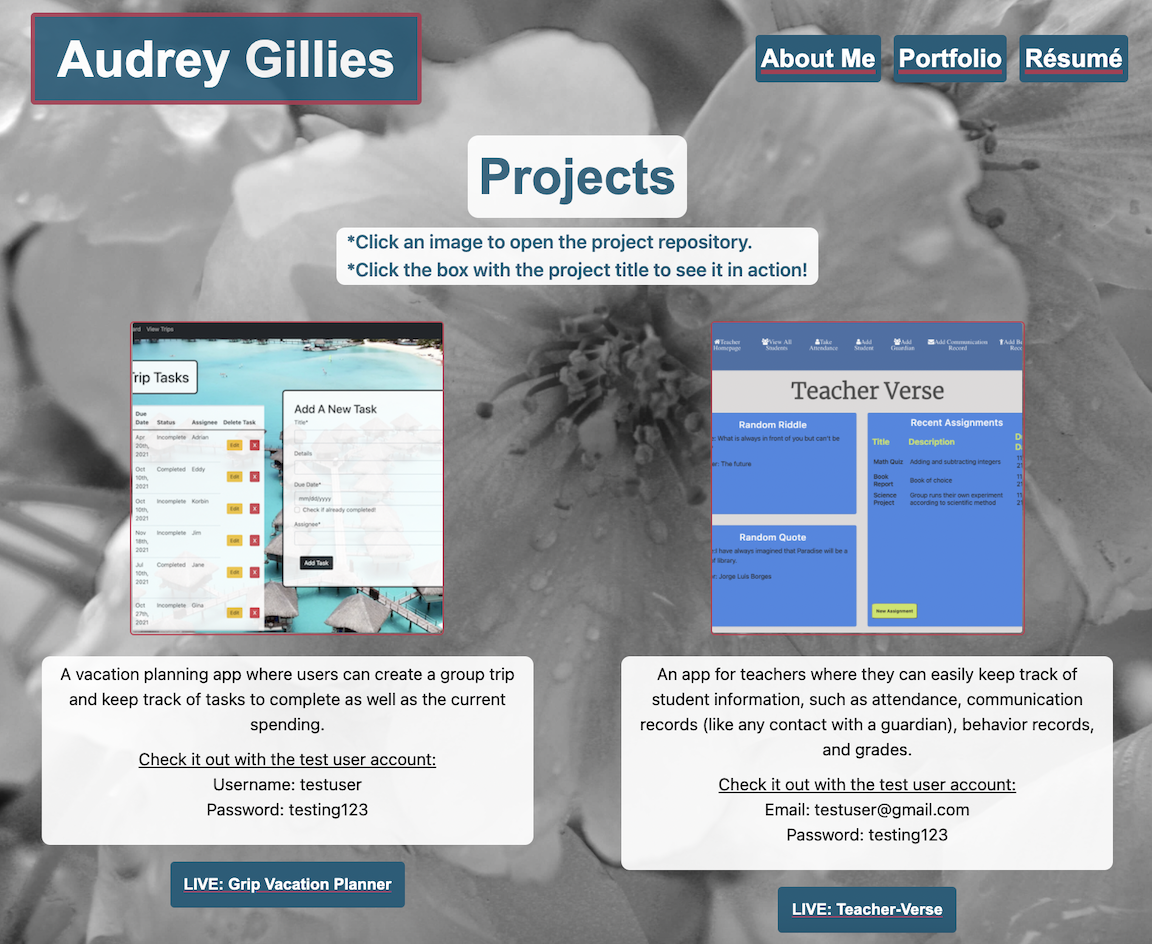 Audrey Gillies
About Me
Portfolio
Résumé
Projects
*Click an image to open the project repository.
*Click the box with the project title to see it in action!
View Trips
Trip Tasks
Due Date Status Assignee Delete Task
Apr 20th, 2021 Incomplete Adrian Edit X
Oct 10th, 2021 Completed Eddy Edit X
Oct 10th, 2021 Incomplete Korbin Edit X
Nov 18th, 2021 Incomplete Jim Edit X
Jul 10th, 2021 Completed Jane Edit X
Oct 27th, 2021 Incomplete Gina Edit X
Add A New Task
Title*
Details
Due Date*
mm/dd/yyyy
Check if already completed!
Assignee*
Add Task
Teacher Homepage
View All Students
Take Attendance
Add Student
Add Guardian
Add Communication Record
Teacher Verse
Random Riddle
What is always in front of you but can't be
The future
Random Quote
I have always imagined that Paradise will be a
of library.
Jorge Luis Borges
Recent Assignments
Title Description
Math Quiz Adding and subtracting integers
Book Report Book of choice
Science Project Group runs their own experiment according to scientific method
New Assignment
A vacation planning app where users can create a group trip
and keep track of tasks to complete as well as the current
spending.
Check it out with the test user account:
Username: testuser
Password: testing123
LIVE: Grip Vacation Planner
An app for teachers where they can easily keep track of
student information, such as attendance, communication
records (like any contact with a guardian), behavior records,
and grades.
Check it out with the test user account:
Email: testuser@gmail.com
Password: testing123
LIVE: Teacher-Verse